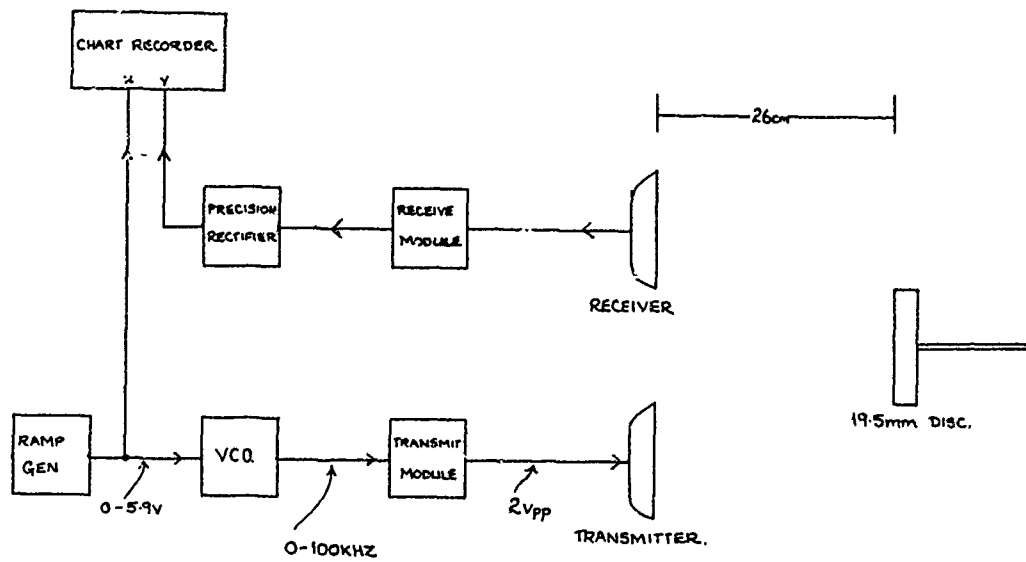 CHART RECORDER
X Y
26cm
PRECISION
RECTIFIER
RECEIVE
MODULE
RECEIVER
19.5mm DISC.
RAMP
GEN
VCO.
TRANSMIT
MODULE
0-5.9V
2VPP
0-100KHZ
TRANSMITTER.